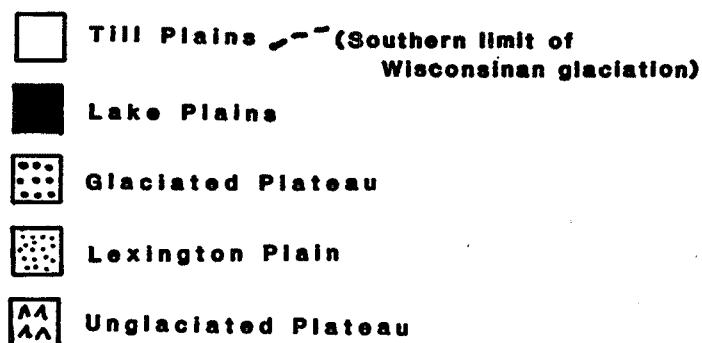 Till Plains (Southern limit of
Wisconsinan glaciation)
Lake Plains
Glaciated Plateau
Lexington Plain
Unglaciated Plateau